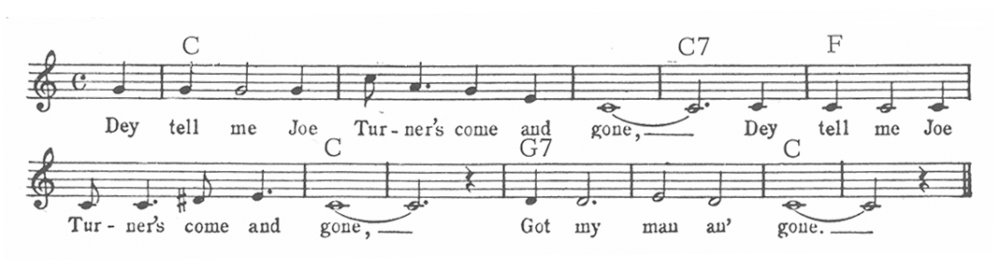 C C7 F
Dey tell me Joe Tur-ner's come and gone, Dey tell me Joe
C G7 C
Tur-ner's come and gone, Got my man an' gone.